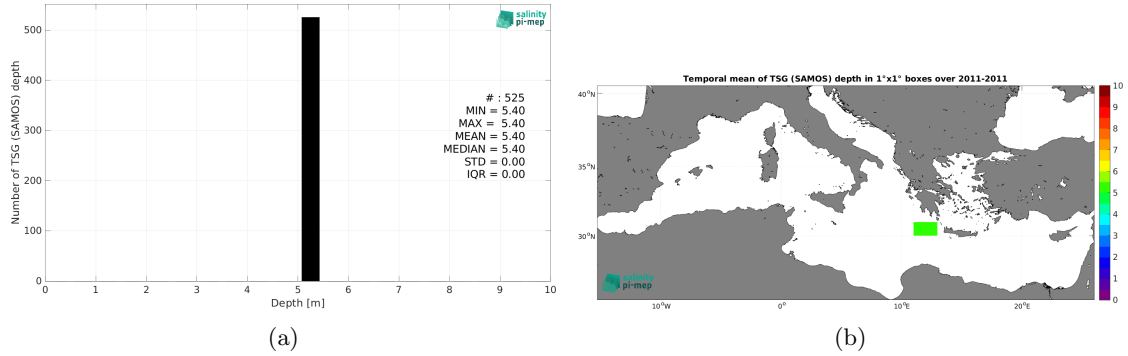 salinity
pi-mep
Number of TSG (SAMOS) depth
500
400
300
200
100
0
# : 525
MIN = 5.40
MAX = 5.40
MEAN = 5.40
MEDIAN = 5.40
STD = 0.00
IQR = 0.00
0 1 2 3 4 5 6 7 8 9 10
Depth [m]
(a)
Temporal mean of TSG (SAMOS) depth in 1°x1° boxes over 2011-2011
40°N
35°N
30°N
10°W 0° 10°E 20°E
salinity
pi-mep
10
9
8
7
6
5
4
3
2
1
0
(b)